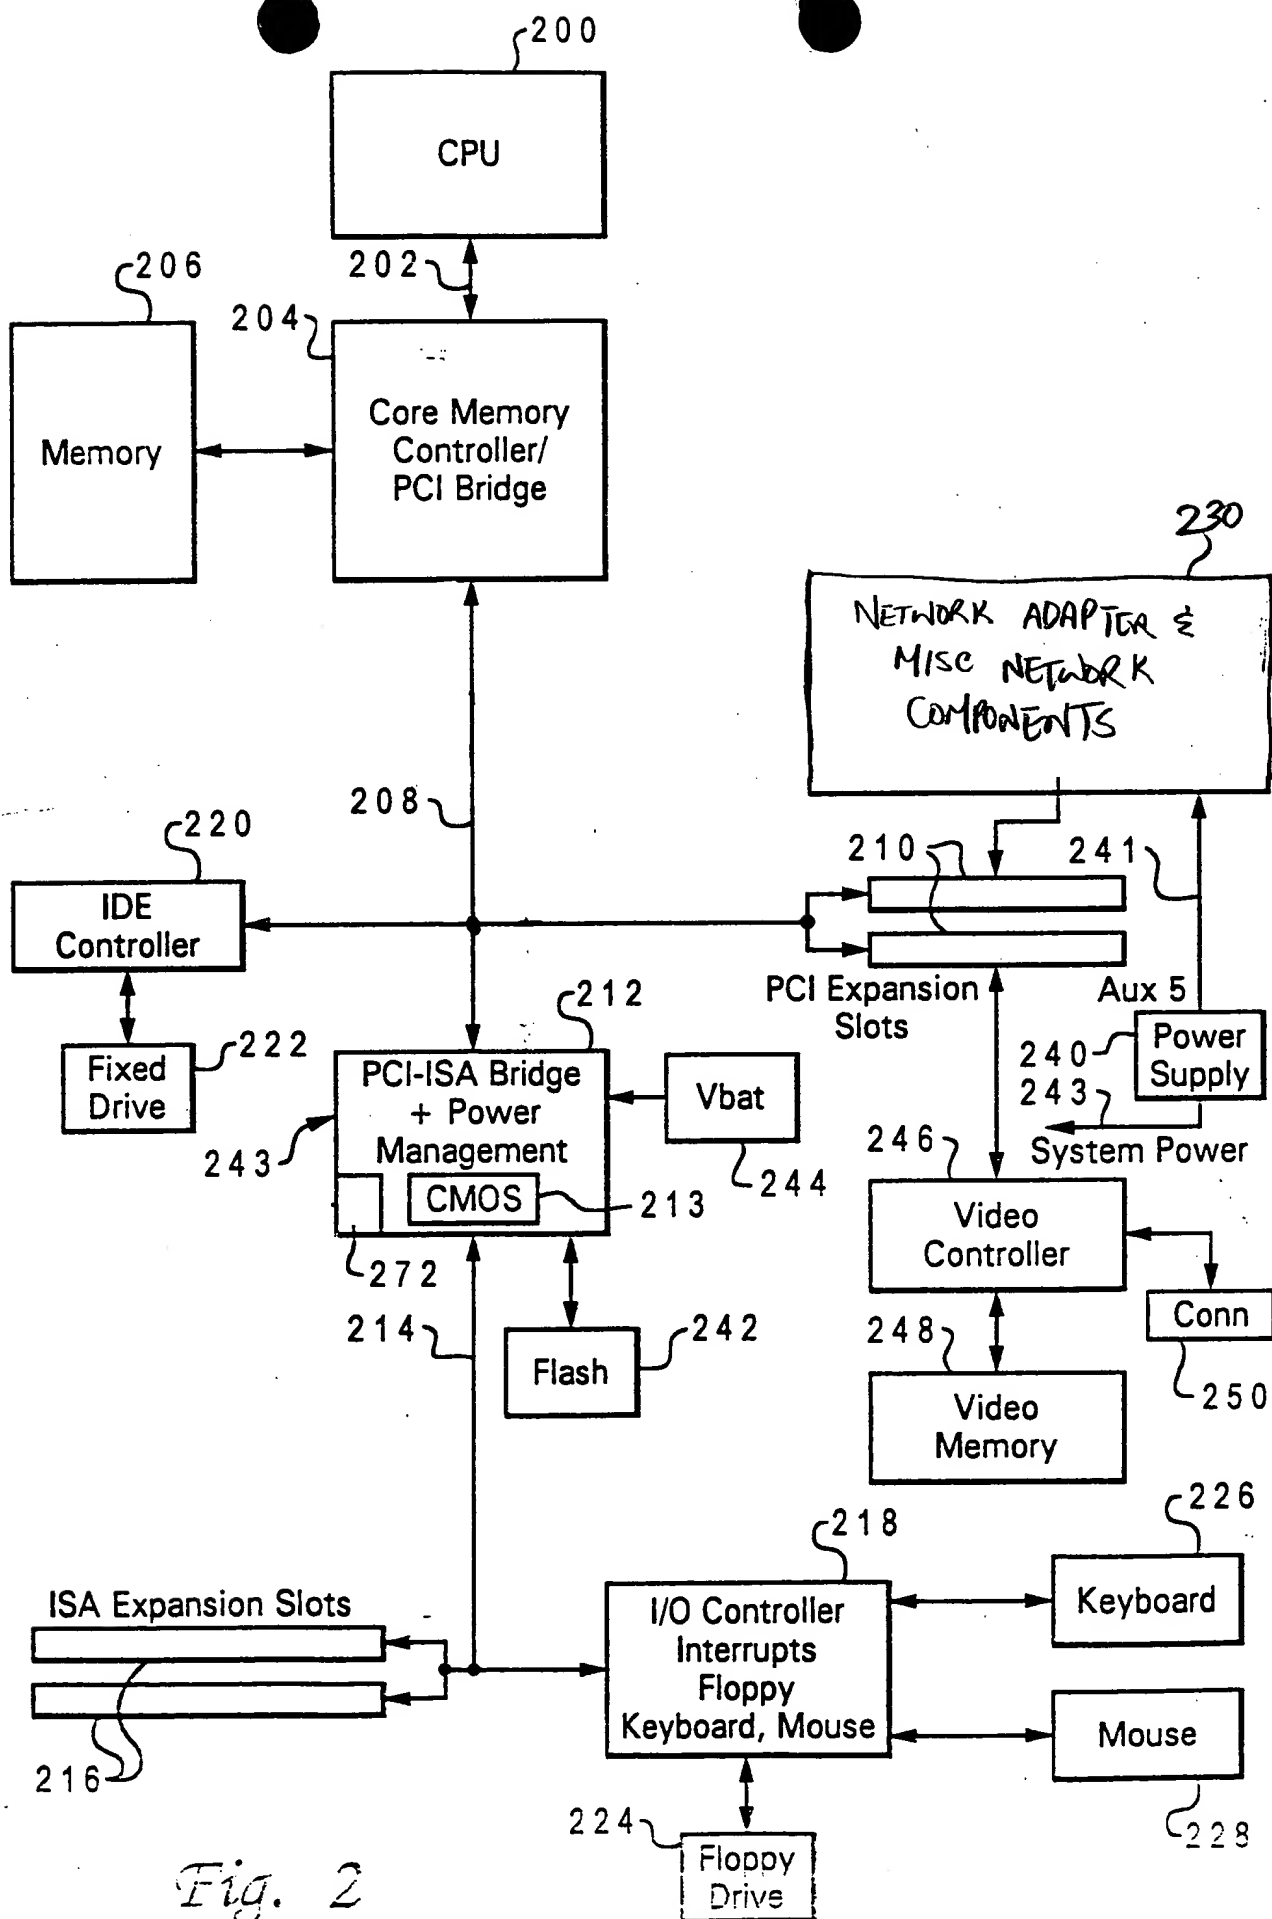 200
CPU
202
206
204
Memory
Core Memory
Controller/
PCI Bridge
230
NETWORK ADAPTER &
MISC NETWORK
COMPONENTS
208
220
210
241
IDE
Controller
PCI Expansion
Slots
Aux 5
212
222
240
Power
Supply
Fixed
Drive
PCI-ISA Bridge
+ Power
Management
Vbat
243
System Power
243
244
246
CMOS
213
Video
Controller
272
214
242
248
Conn
Flash
250
Video
Memory
226
218
ISA Expansion Slots
I/O Controller
Interrupts
Floppy
Keyboard, Mouse
Keyboard
Mouse
216
224
228
Floppy
Drive
Fig. 2